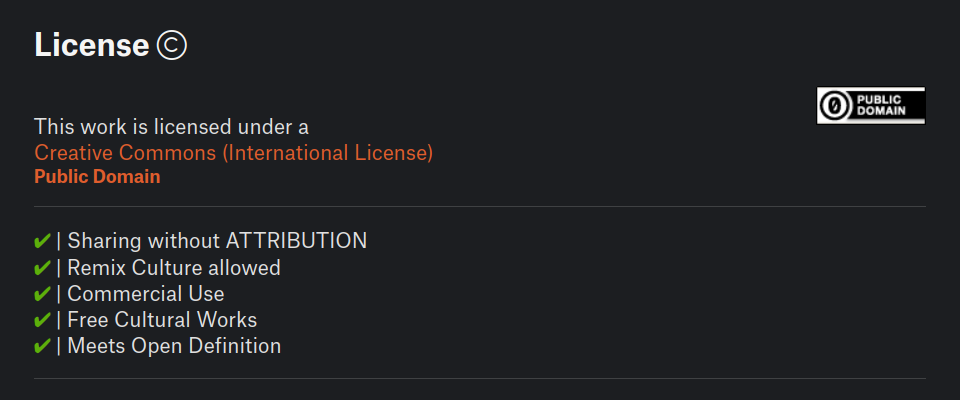 License ©
PUBLIC
DOMAIN
This work is licensed under a
Creative Commons (International License)
Public Domain
✔ | Sharing without ATTRIBUTION
✔ | Remix Culture allowed
✔ | Commercial Use
✔ | Free Cultural Works
✔ | Meets Open Definition